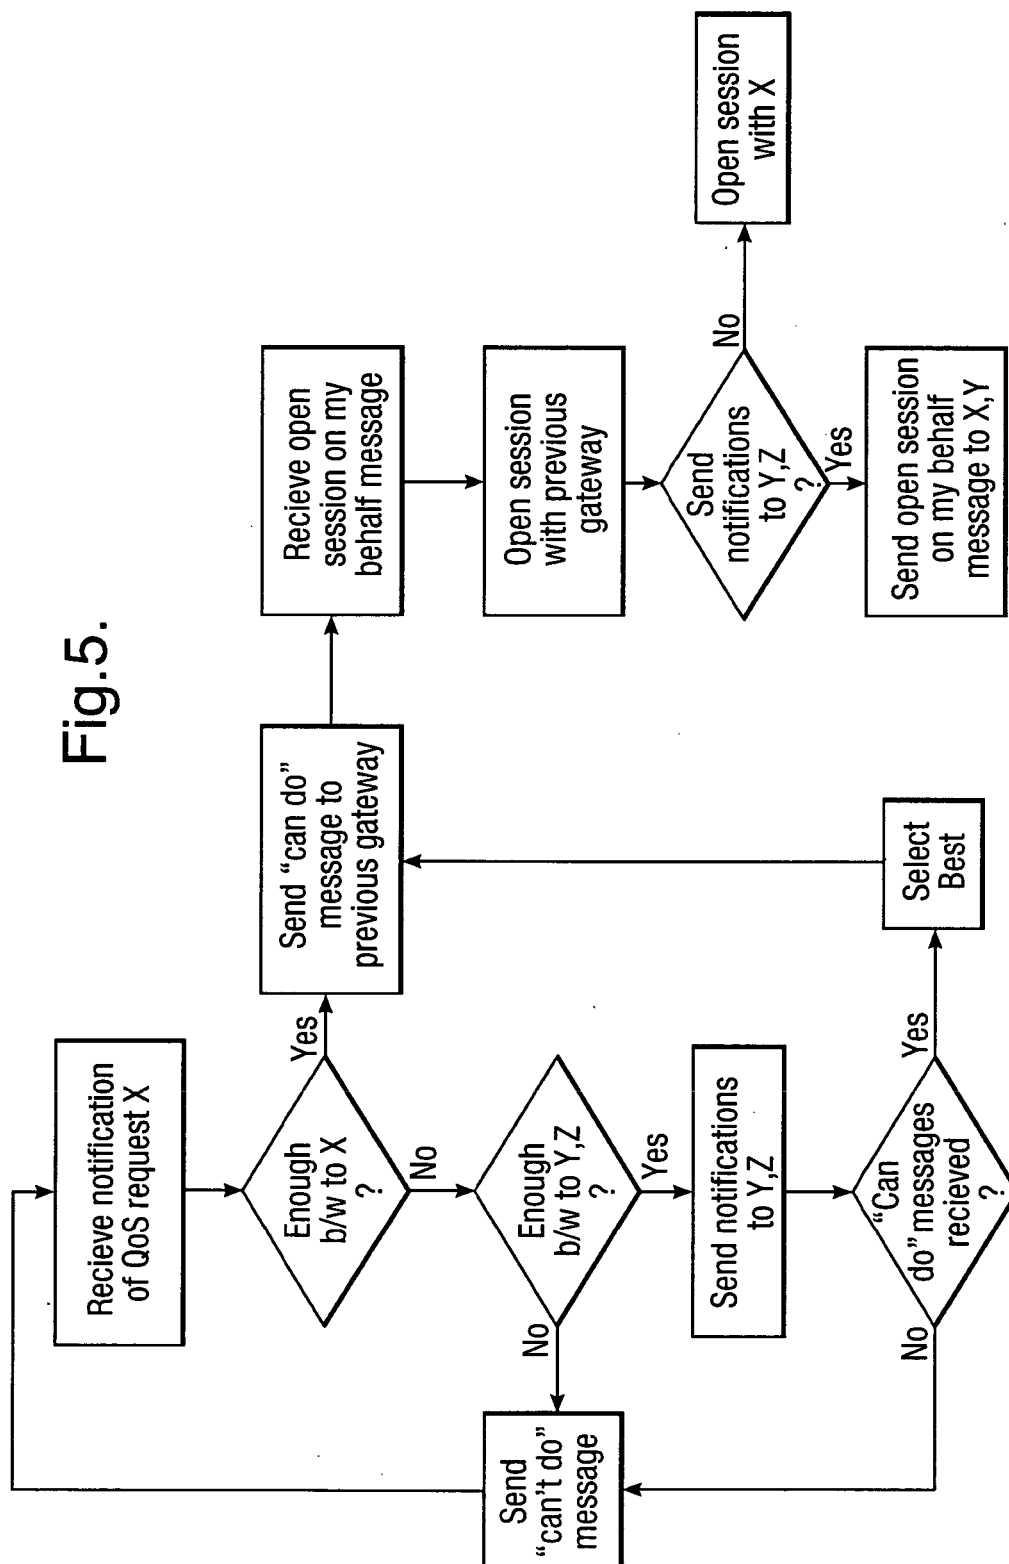 Fig.5.
Recieve notification
of QoS request X
Enough
b/w to X
?
Yes
No
Send “can do”
message to
previous gateway
Recieve open
session on my
behalf message
Open session
with previous
gateway
Send
notifications
to Y,Z
?
No
Yes
Open session
with X
Send open session
on my behalf
message to X,Y
Enough
b/w to Y,Z
?
No
Yes
Send
“can't do”
message
Send notifications
to Y,Z
“Can
do” messages
recieved
?
No
Yes
Select
Best